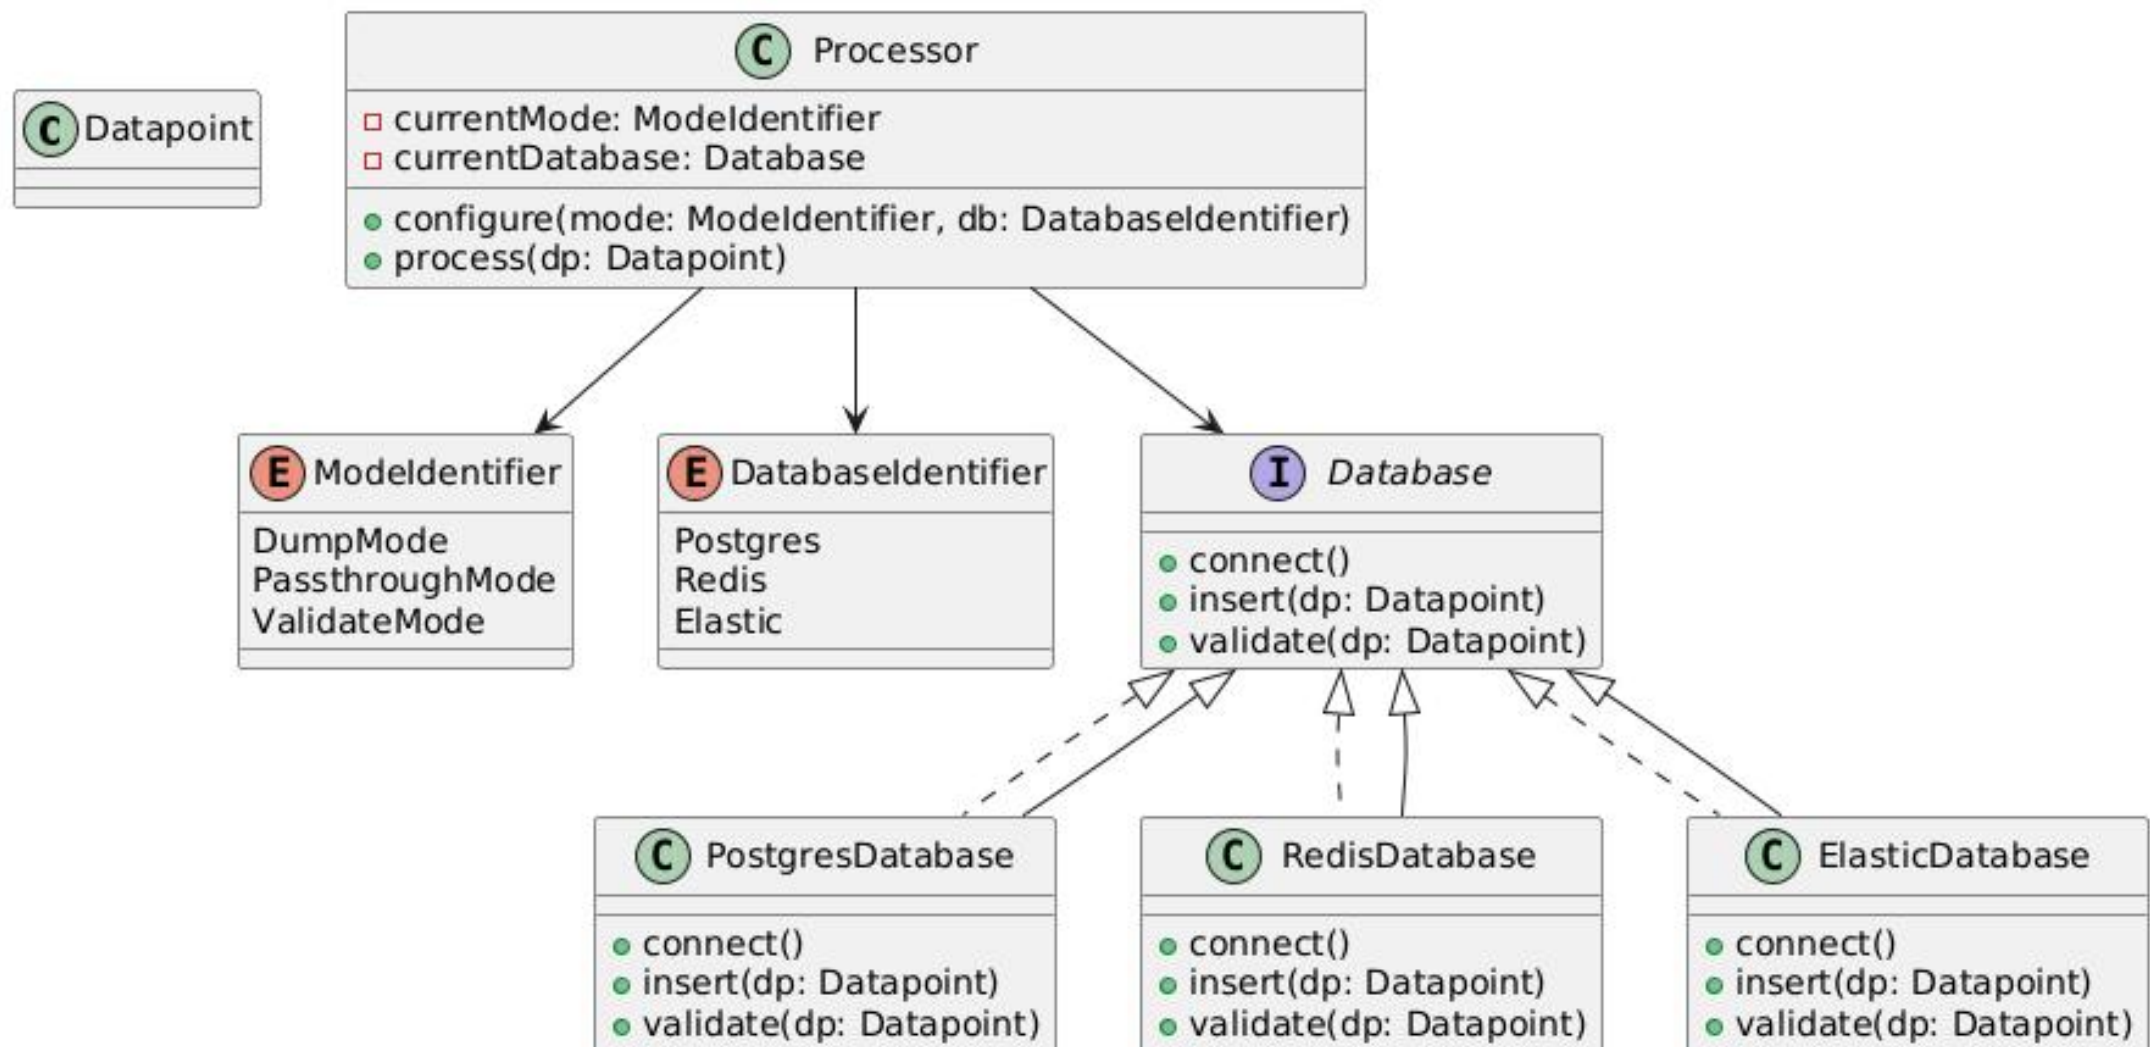 C Datapoint
C Processor
currentMode: ModeIdentifier
currentDatabase: Database
configure(mode: ModeIdentifier, db: DatabaseIdentifier)
process(dp: Datapoint)
E ModeIdentifier
DumpMode
PassthroughMode
ValidateMode
E DatabaseIdentifier
Postgres
Redis
Elastic
I Database
connect()
insert(dp: Datapoint)
validate(dp: Datapoint)
C PostgresDatabase
connect()
insert(dp: Datapoint)
validate(dp: Datapoint)
C RedisDatabase
connect()
insert(dp: Datapoint)
validate(dp: Datapoint)
C ElasticDatabase
connect()
insert(dp: Datapoint)
validate(dp: Datapoint)